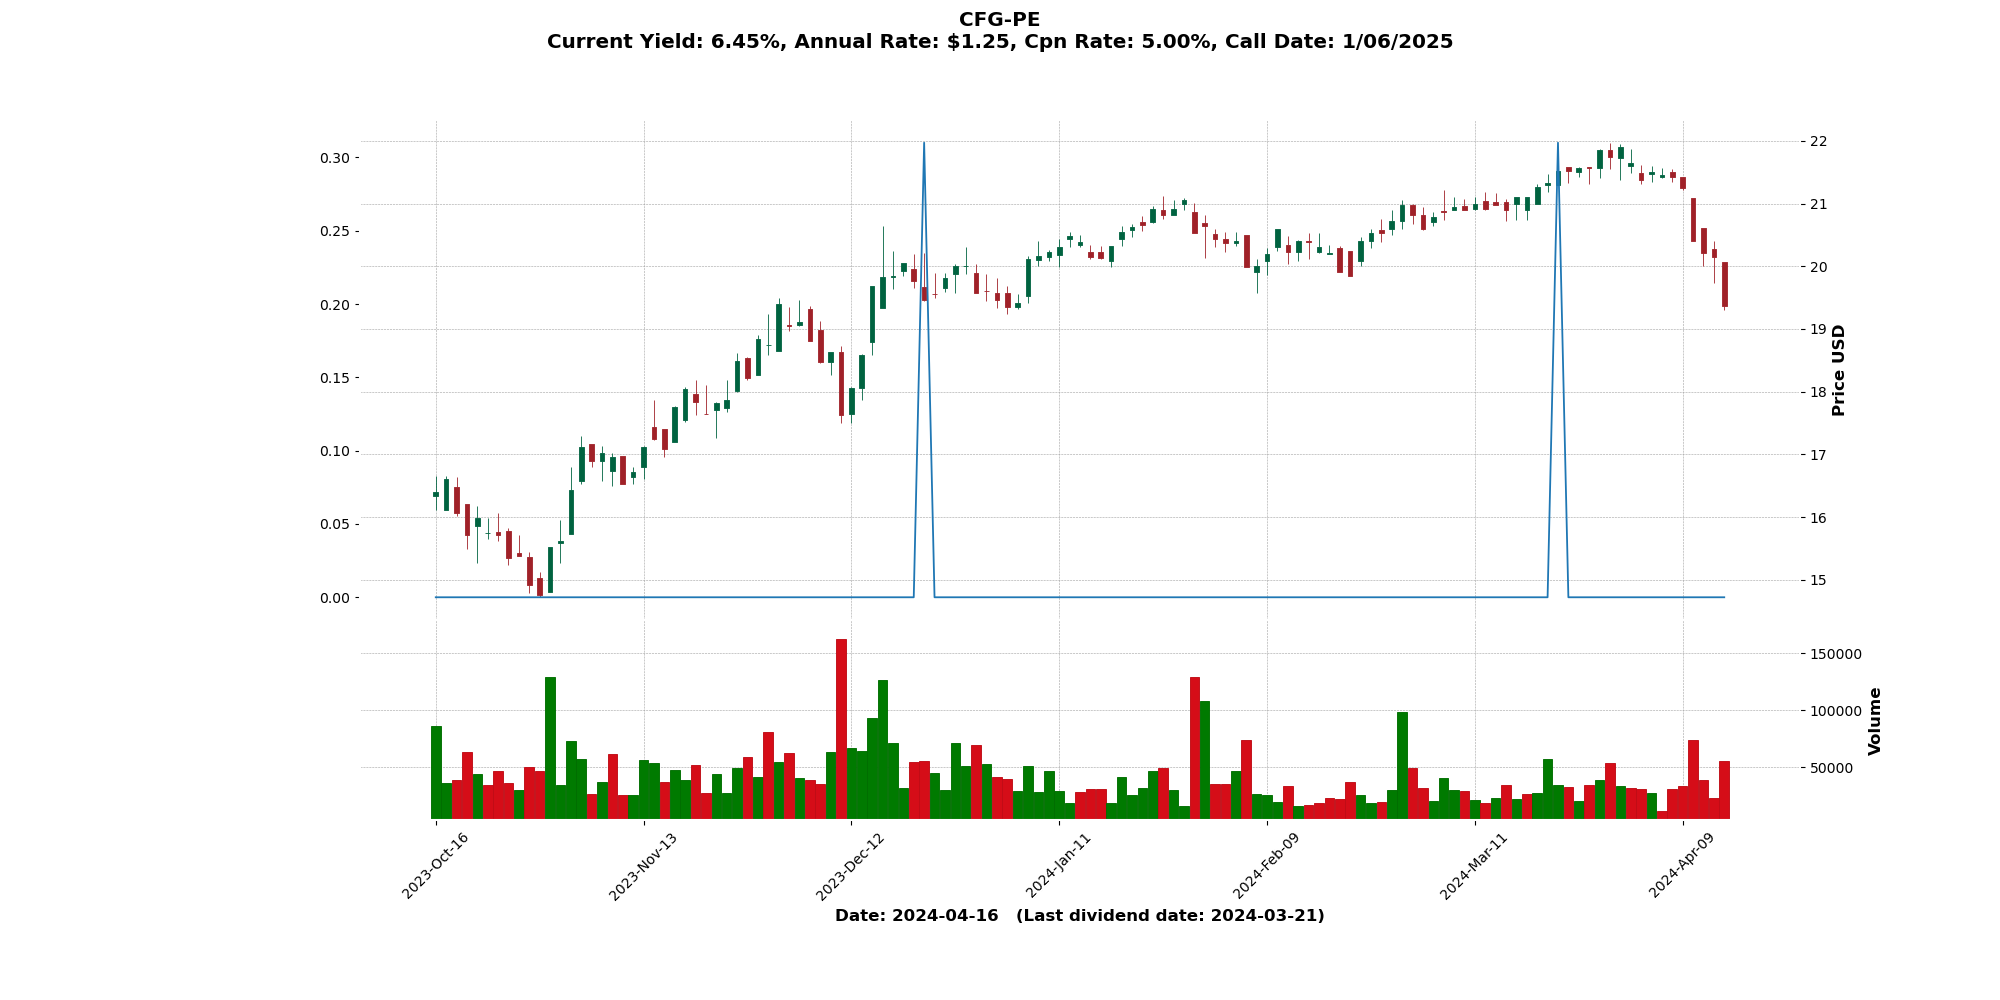 CFG-PE
Current Yield: 6.45%, Annual Rate: $1.25, Cpn Rate: 5.00%, Call Date: 1/06/2025
0.30
0.25
0.20
0.15
0.10
0.05
0.00
22
21
20
19
18
17
16
15
Price USD
150000
100000
50000
Volume
2023-Oct-16
2023-Nov-13
2023-Dec-12
2024-Jan-11
2024-Feb-09
2024-Mar-11
2024-Apr-09
Date: 2024-04-16 (Last dividend date: 2024-03-21)